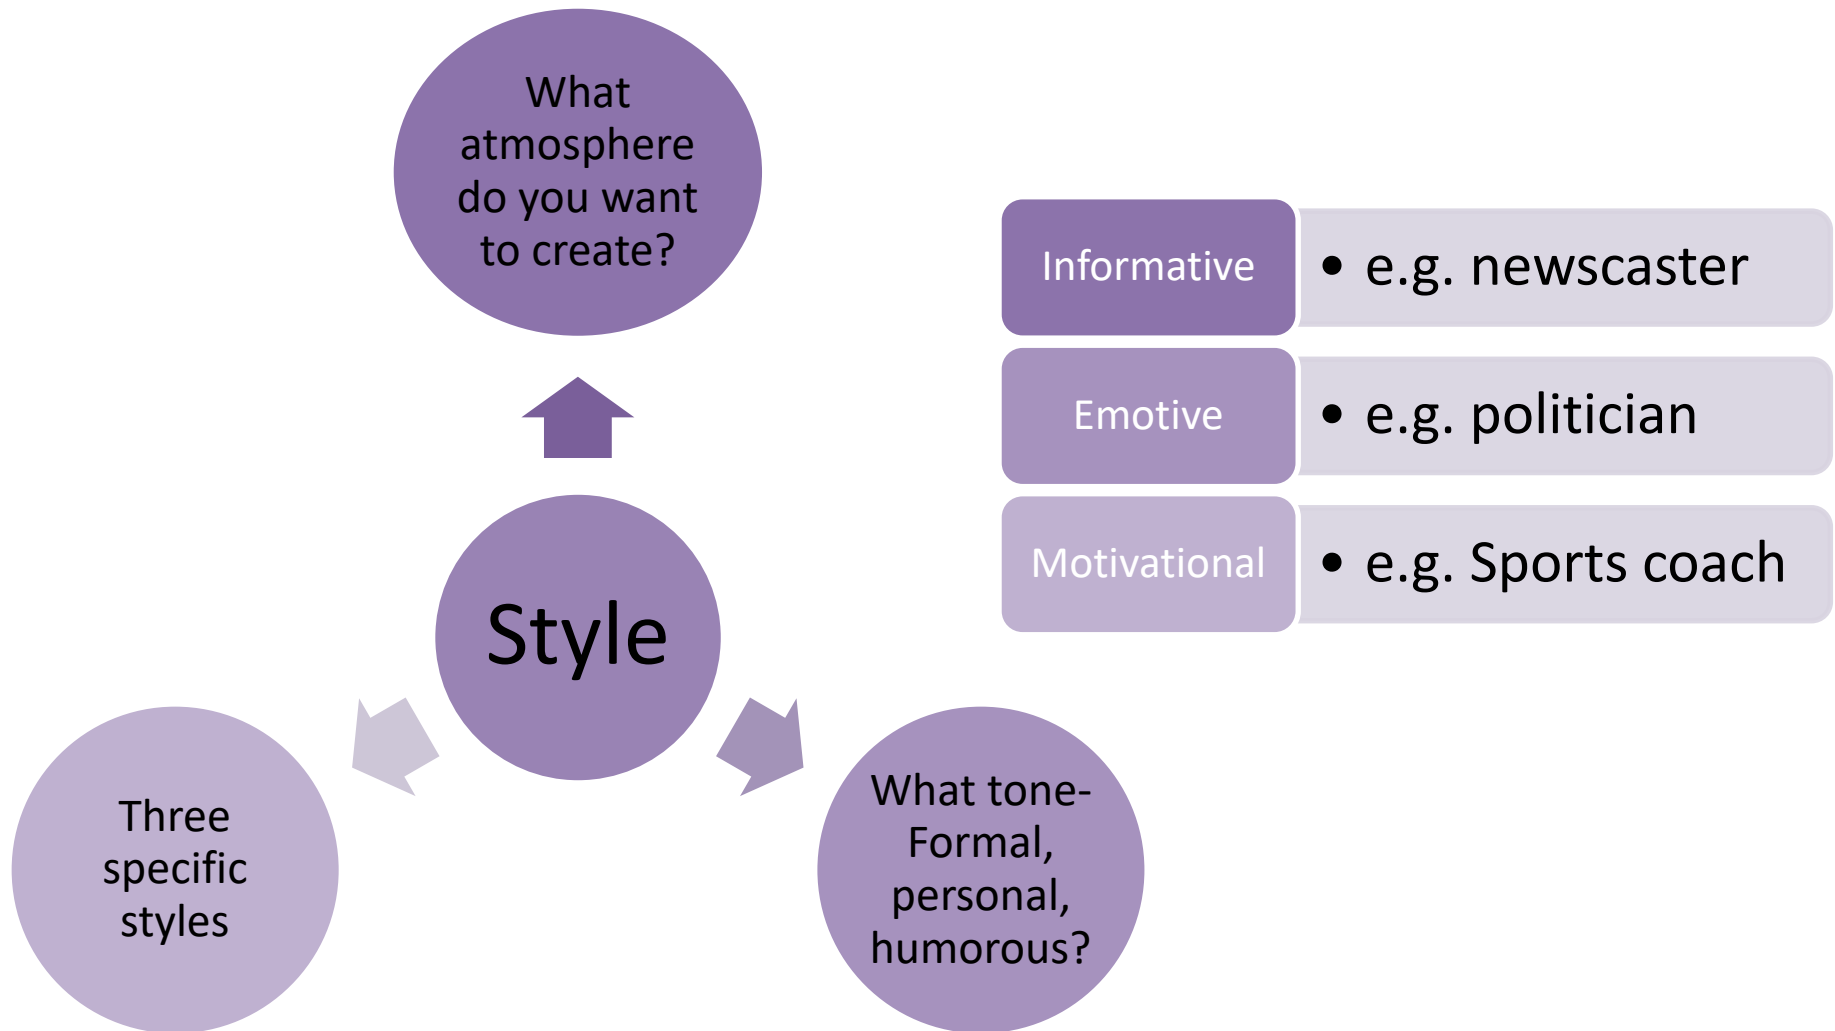 What
atmosphere
do you want
to create?
Style
Three
specific
styles
What tone-
Formal,
personal,
humorous?
Informative
• e.g. newscaster
Emotive
• e.g. politician
Motivational
• e.g. Sports coach